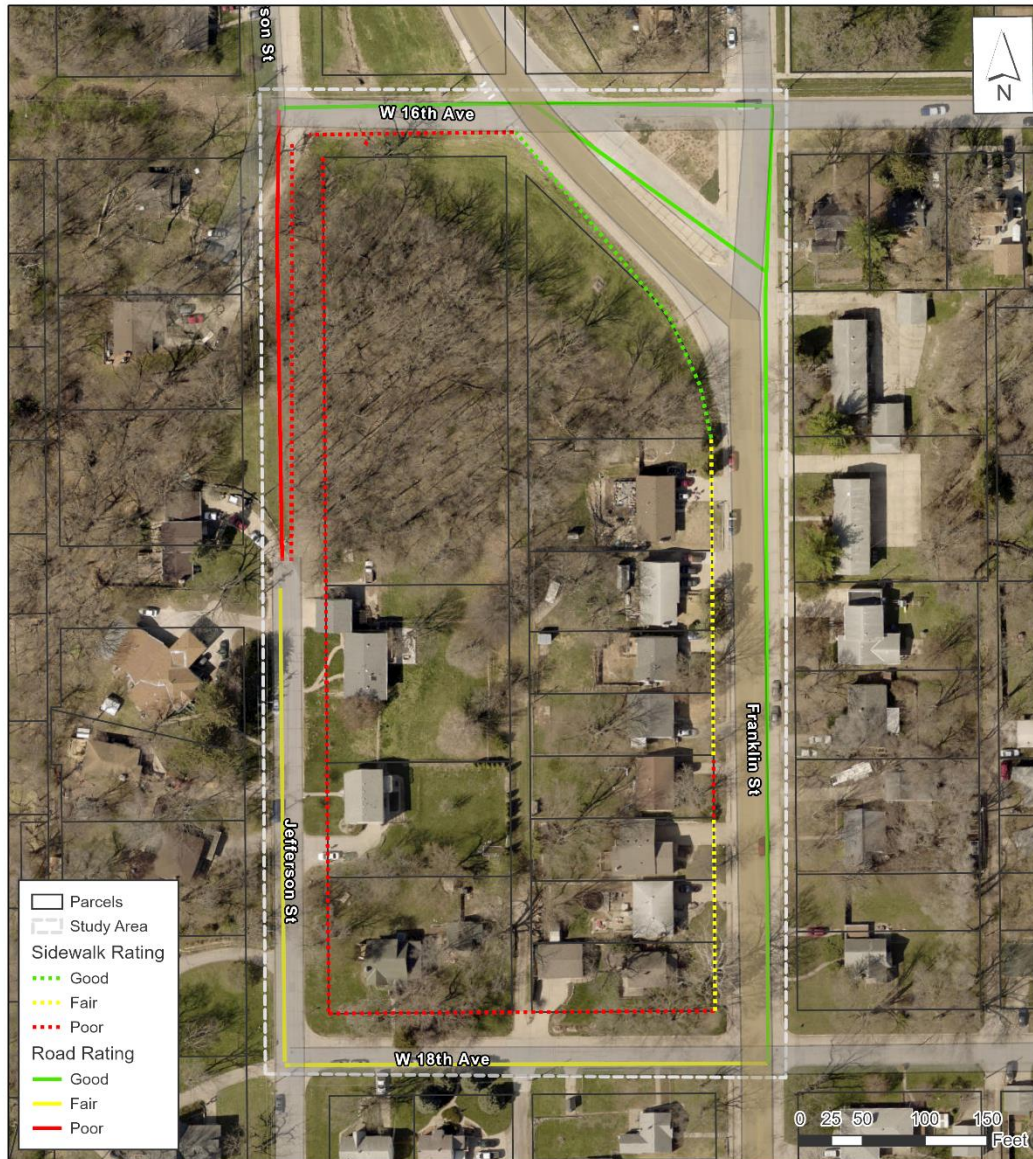 son St
N
W 16th Ave
Franklin St
Jefferson St
W 18th Ave
Parcels
Study Area
Sidewalk Rating
Good
Fair
Poor
Road Rating
Good
Fair
Poor
0 25 50 100 150
Feet